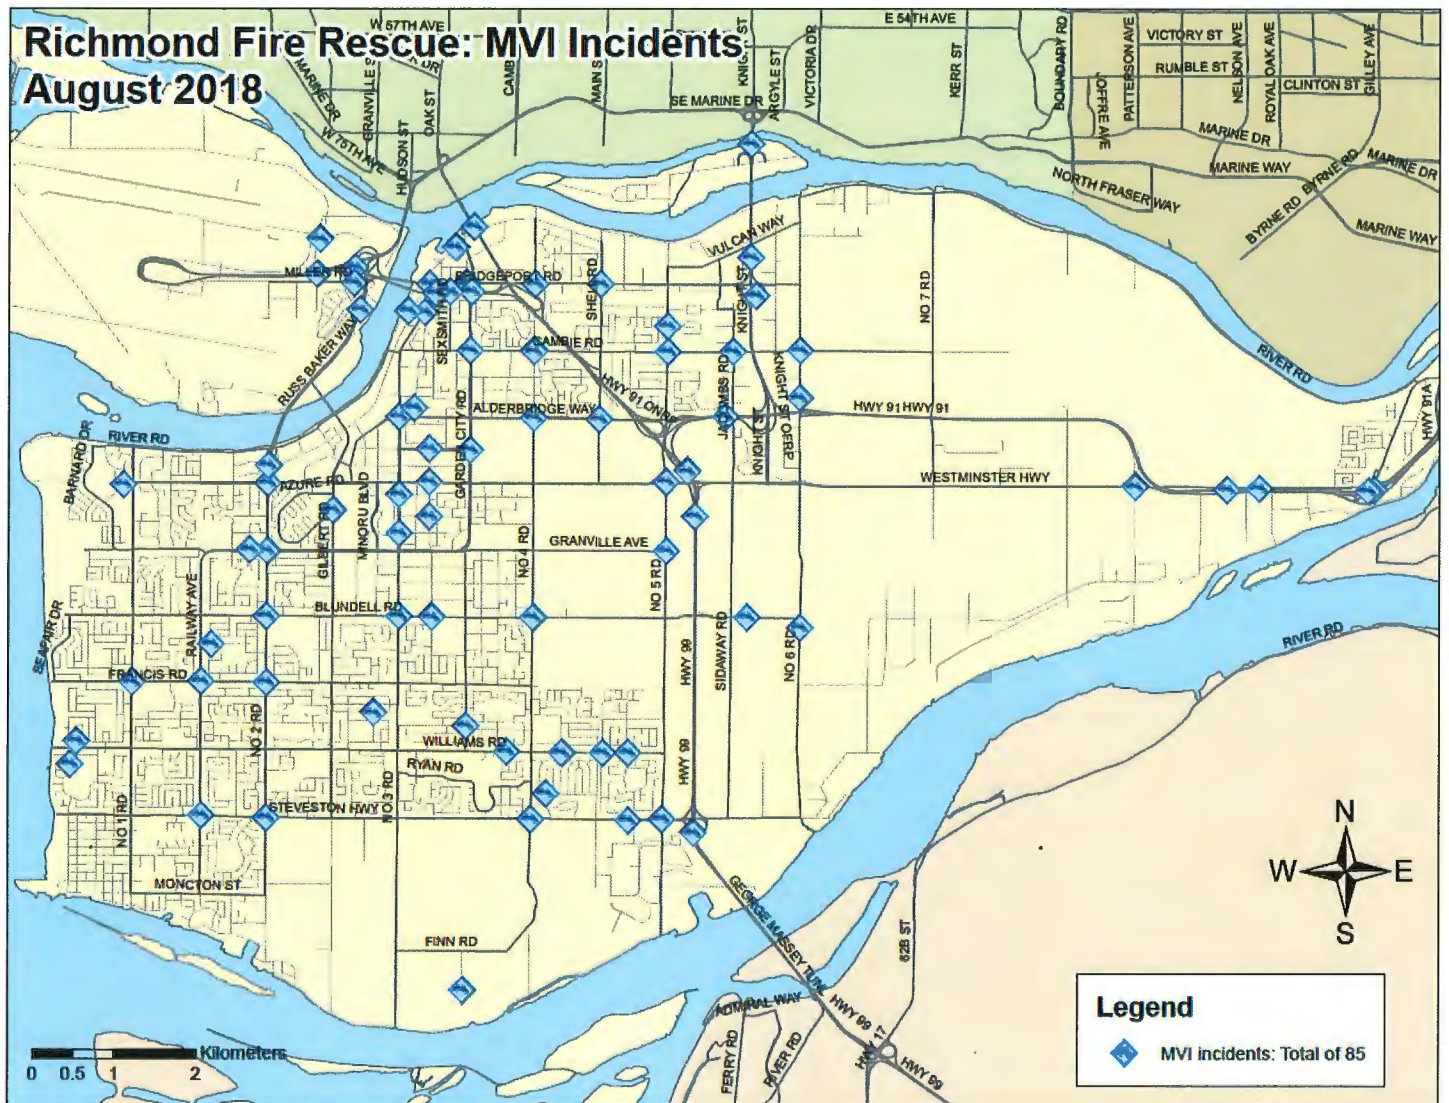 Richmond Fire Rescue: MVI Incidents
August 2018
W 57TH AVE
E 54TH AVE
KNIGHT ST
ARGYLE ST
VICTORIA DR
KERR ST
BOUNDARY RD
JOFFRE AVE
PATTERSON AVE
VICTORY ST
RUMBLE ST
NELSON AVE
ROYAL OAK AVE
CLINTON ST
GILLEY AVE
MARINE DR
W 75TH AVE
GRANVILLE S
HUDSON ST
OAK ST
CAMB
MAIN S
SE MARINE DR
MARINE DR
MARINE WAY
BYRNE RD
MARINE DR
NORTH FRASER WAY
BYRNE RD
MARINE WAY
MILLER RD
BRIDGEPORT RD
VULCAN WAY
SHELL RD
KNIGHT ST
NO 7 RD
RIVER RD
SEXSMITH RD
CAMBIE RD
RUSS BAKER WAY
HWY 91 ONRP
JACOMBS RD
KNIGHT ST OFRP
KNIGHT ST
ALDERBRIDGE WAY
GARDEN CITY RD
HWY 91 HWY 91
HWY 91A
RIVER RD
BARNARD DR
AZURE RD
WESTMINSTER HWY
GILBERT RD
MINORU BLVD
GRANVILLE AVE
NO 4 RD
NO 5 RD
RAILWAY AVE
BLUNDELL RD
SEAFAIR DR
HWY 99
SIDAWAY RD
NO 6 RD
RIVER RD
FRANCIS RD
NO 2 RD
WILLIAMS RD
RYAN RD
HWY 99
NO 1 RD
STEVESTON HWY
NO 3 RD
MONCTON ST
FINN RD
GEORGE MASSEY TUNL
62B ST
ADMIRAL WAY
HWY 99
FERRY RD
RIVER RD
HWY 17
HWY 99
N
W E
S
Legend
MVI incidents: Total of 85
Kilometers
0 0.5 1 2